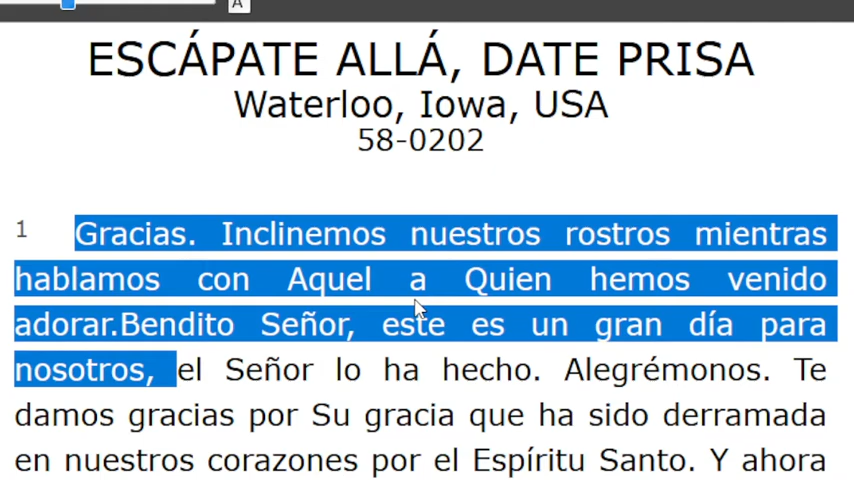 A
ESCÁPATE ALLÁ, DATE PRISA
Waterloo, Iowa, USA
58-0202
1 Gracias. Inclinemos nuestros rostros mientras
hablamos con Aquel a Quien hemos venido
adorar.Bendito Señor, este es un gran día para
nosotros, el Señor lo ha hecho. Alegrémonos. Te
damos gracias por Su gracia que ha sido derramada
en nuestros corazones por el Espíritu Santo. Y ahora